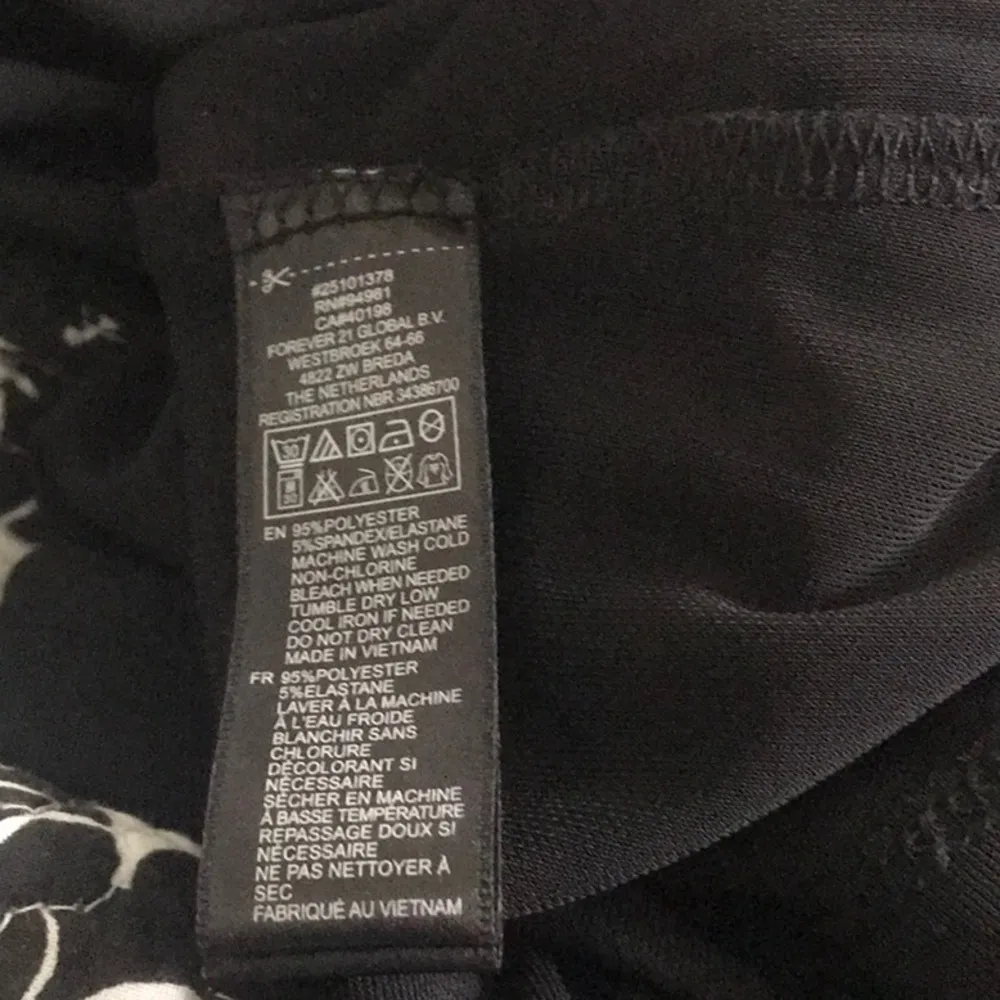 #25101378
RN#94981
CA#40198
FOREVER 21 GLOBAL B.V.
WESTBROEK 64-66
4822 ZW BREDA
THE NETHERLANDS
REGISTRATION NBR 34386700
30
EN 95%POLYESTER
5%SPANDEX/ELASTANE
MACHINE WASH COLD
NON-CHLORINE
BLEACH WHEN NEEDED
TUMBLE DRY LOW
COOL IRON IF NEEDED
DO NOT DRY CLEAN
MADE IN VIETNAM
FR 95%POLYESTER
5%ELASTANE
LAVER À LA MACHINE
À L'EAU FROIDE
BLANCHIR SANS
CHLORURE
DÉCOLORANT SI
NÉCESSAIRE
SÉCHER EN MACHINE
À BASSE TEMPÉRATURE
REPASSAGE DOUX SI
NÉCESSAIRE
NE PAS NETTOYER À
SEC
FABRIQUÉ AU VIETNAM